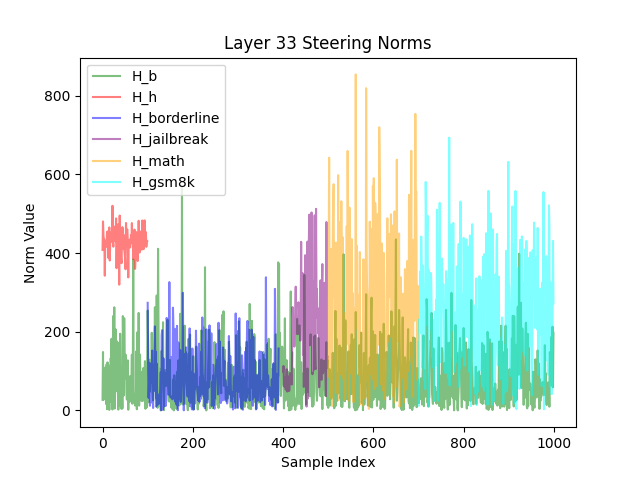 Layer 33 Steering Norms
H_b
H_h
H_borderline
H_jailbreak
H_math
H_gsm8k
Norm Value
800
600
400
200
0
0 200 400 600 800 1000
Sample Index